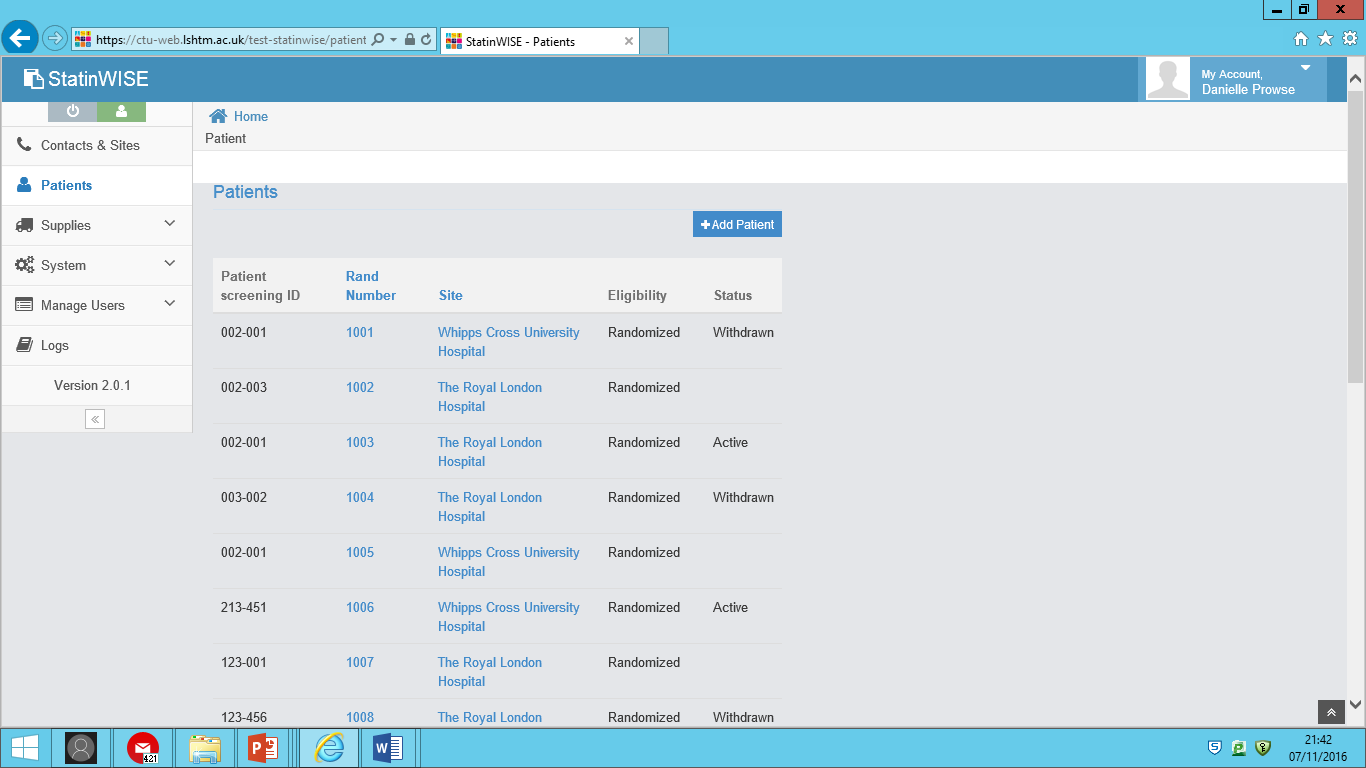 https://ctu-web.lshtm.ac.uk/test-statinwise/patient
StatinWISE - Patients
StatinWISE
My Account,
Danielle Prowse
Home
Patient
Contacts & Sites
Patients
Supplies
System
Manage Users
Logs
Version 2.0.1
Patients
Add Patient
Patient screening ID Rand Number Site Eligibility Status
002-001 1001 Whipps Cross University Randomized Withdrawn
Hospital
002-003 1002 The Royal London Randomized
Hospital
002-001 1003 The Royal London Randomized Active
Hospital
003-002 1004 The Royal London Randomized Withdrawn
Hospital
002-001 1005 Whipps Cross University Randomized
Hospital
213-451 1006 Whipps Cross University Randomized Active
Hospital
123-001 1007 The Royal London Randomized
Hospital
123-456 1008 The Royal London Randomized Withdrawn
421
21:42
07/11/2016